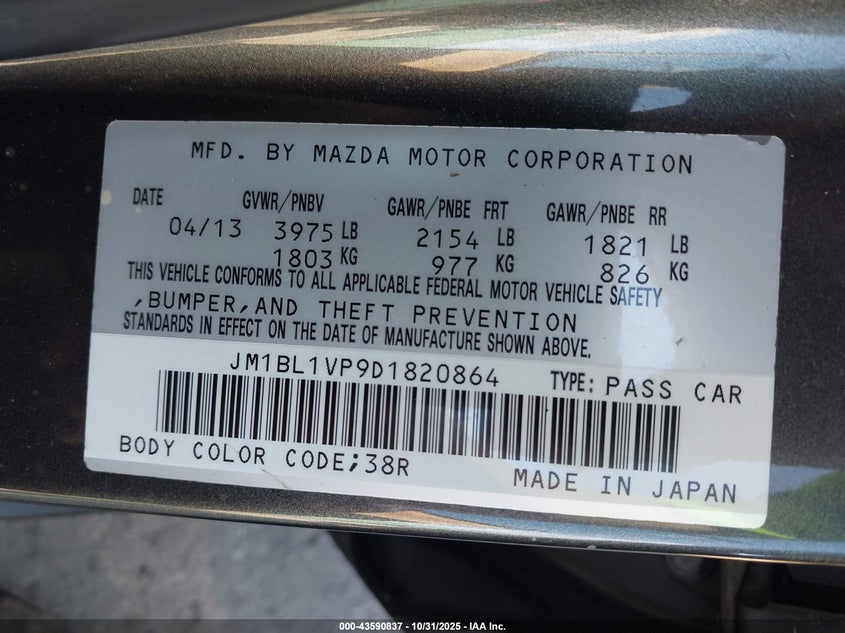 MFD. BY MAZDA MOTOR CORPORATION
DATE GVWR/PNBV GAWR/PNBE FRT GAWR/PNBE RR
04/13 3975 LB 2154 LB 1821 LB
1803 KG 977 KG 826 KG
THIS VEHICLE CONFORMS TO ALL APPLICABLE FEDERAL MOTOR VEHICLE SAFETY
,BUMPER,AND THEFT PREVENTION
STANDARDS IN EFFECT ON THE DATE OF MANUFACTURE SHOWN ABOVE.
JM1BL1VP9D1820864 TYPE: PASS CAR
BODY COLOR CODE;38R
MADE IN JAPAN
000-43590837 - 10/31/2025 - IAA Inc.